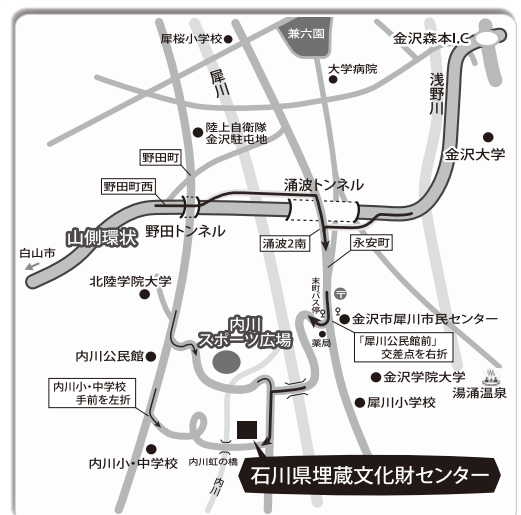 兼六園
犀桜小学校
金沢森本I.C
大学病院
犀川
浅野川
陸上自衛隊
金沢駐屯地
金沢大学
野田町
野田町西
涌波トンネル
山側環状
野田トンネル
涌波2南
永安町
白山市
北陸学院大学
末町バス停
内川
スポーツ広場
金沢市犀川市民センター
薬局
「犀川公民館前」
交差点を右折
内川公民館
金沢学院大学
湯涌温泉
内川小・中学校
手前を左折
犀川小学校
内川小・中学校
内川虹の橋
内川
石川県埋蔵文化財センター